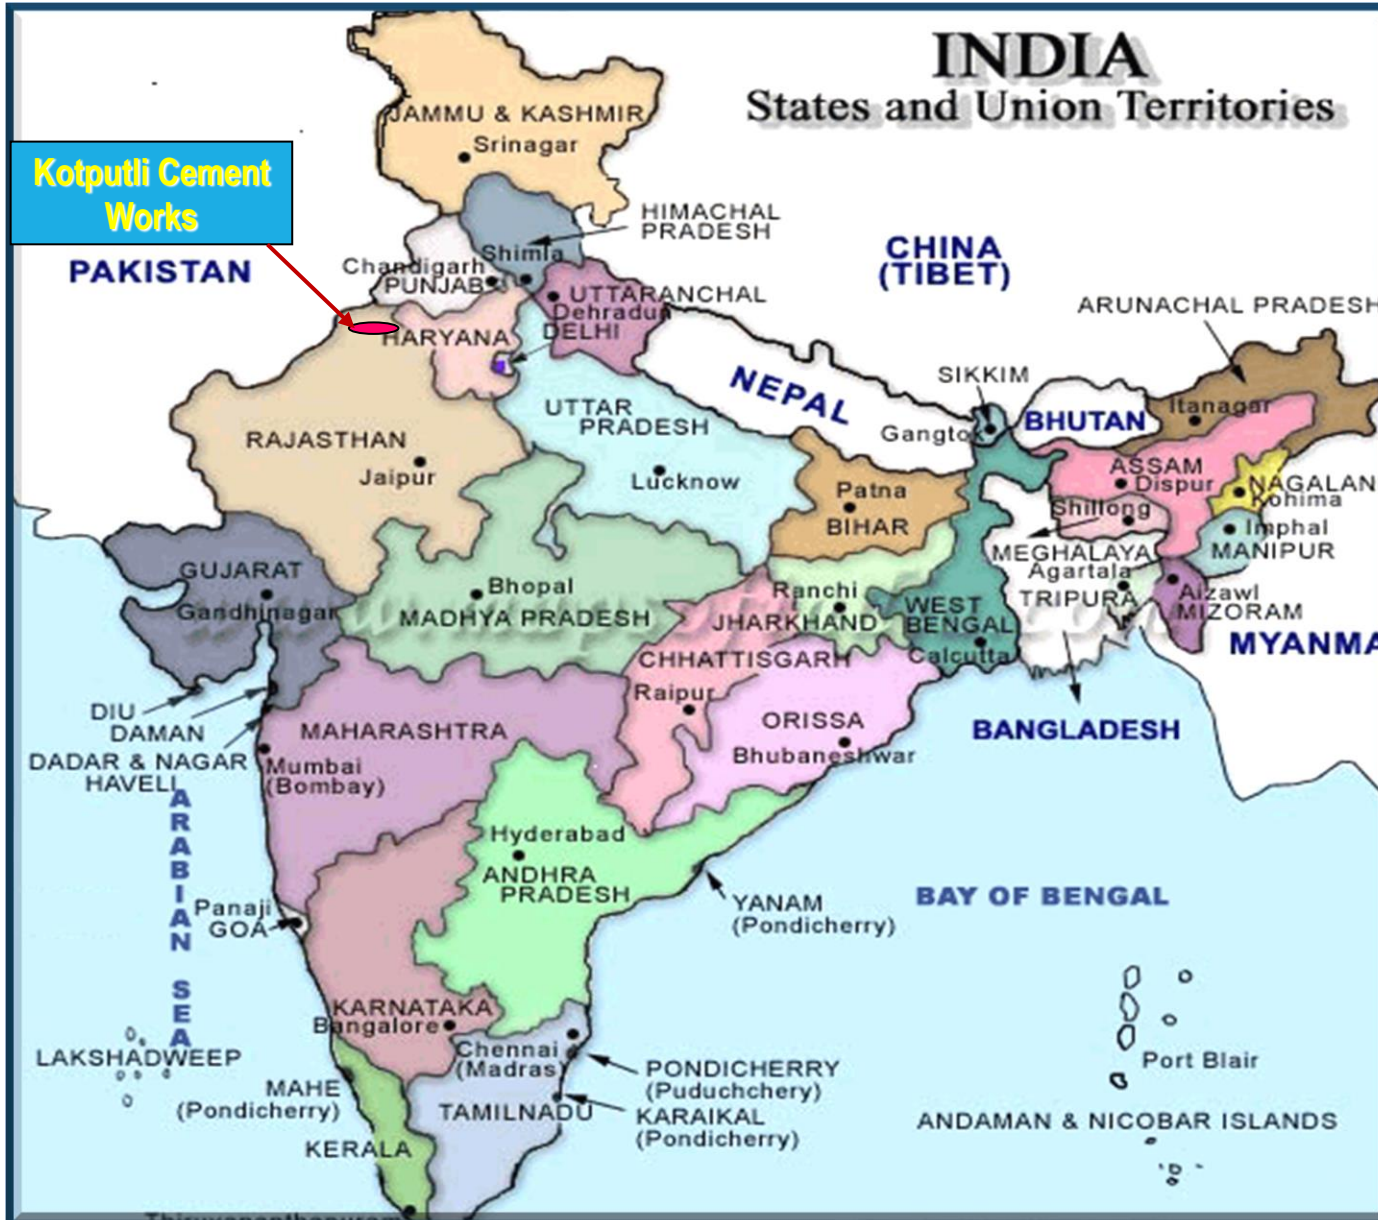 INDIA
States and Union Territories
JAMMU & KASHMIR
Srinagar
Kotputli Cement
Works
HIMACHAL
PRADESH
PAKISTAN
CHINA
(TIBET)
Shimla
Chandigarh
PUNJAB
UTTARANCHAL
Dehradun
DELHI
ARUNACHAL PRADESH
HARYANA
NEPAL
SIKKIM
BHUTAN
Itanagar
Gangtok
UTTAR
PRADESH
RAJASTHAN
Jaipur
Lucknow
Patna
BIHAR
ASSAM
Dispur
NAGALAN
Kohima
Shillong
Imphal
MEGHALAYA
MANIPUR
Agartala
TRIPURA
Aizawl
MIZORAM
MYANMA
GUJARAT
Gandhinagar
Bhopal
MADHYA PRADESH
Ranchi
JHARKHAND
WEST
BENGAL
Calcutta
CHHATTISGARH
Raipur
DIU
DAMAN
DADAR & NAGAR
HAVELI
MAHARASHTRA
Mumbai
(Bombay)
ORISSA
Bhubaneshwar
BANGLADESH
ARABIAN SEA
Hyderabad
ANDHRA
PRADESH
YANAM
(Pondicherry)
BAY OF BENGAL
Panaji
GOA
KARNATAKA
Bangalore
Chennai
(Madras)
LAKSHADWEEP
PONDICHERRY
(Puduchchery)
Port Blair
MAHE
(Pondicherry)
TAMILNADU
KARAIKAL
(Pondicherry)
ANDAMAN & NICOBAR ISLANDS
KERALA